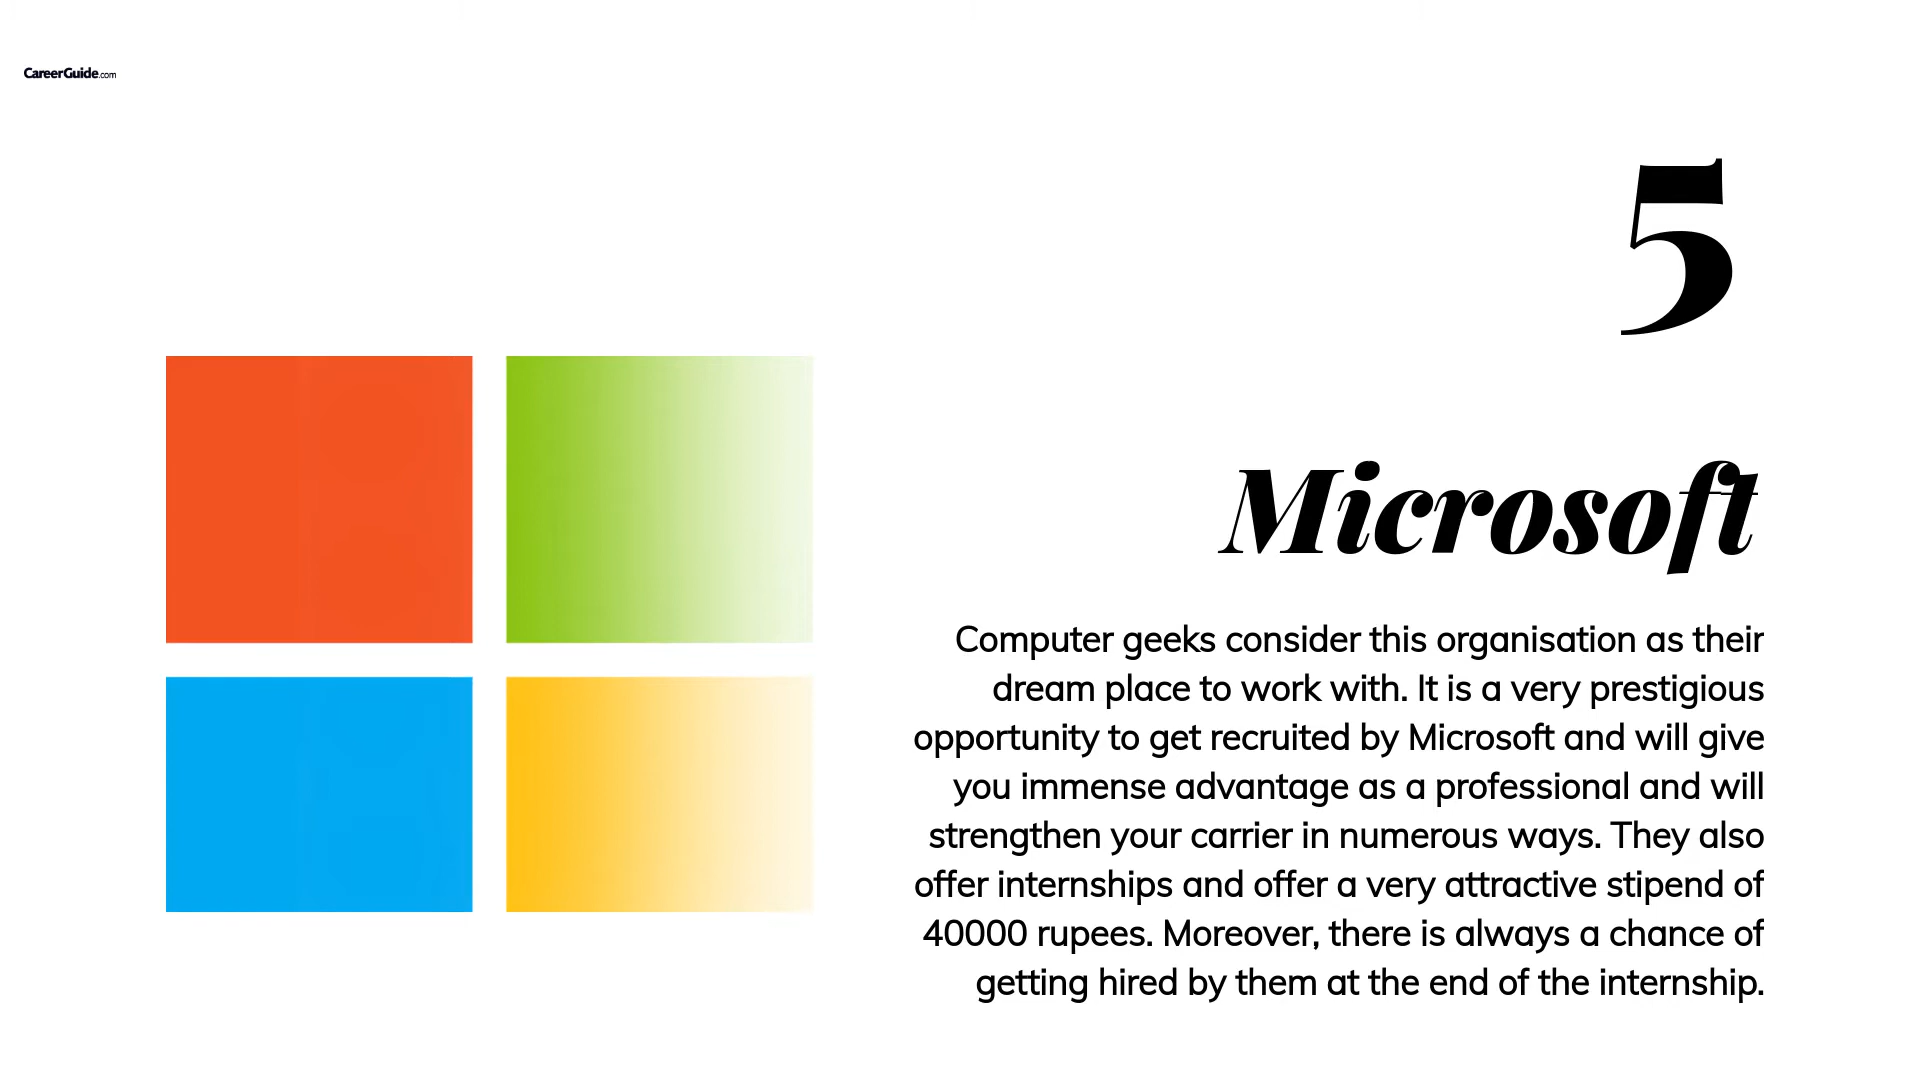 CareerGuide.com
5
Microsoft
Computer geeks consider this organisation as their
dream place to work with. It is a very prestigious
opportunity to get recruited by Microsoft and will give
you immense advantage as a professional and will
strengthen your carrier in numerous ways. They also
offer internships and offer a very attractive stipend of
40000 rupees. Moreover, there is always a chance of
getting hired by them at the end of the internship.